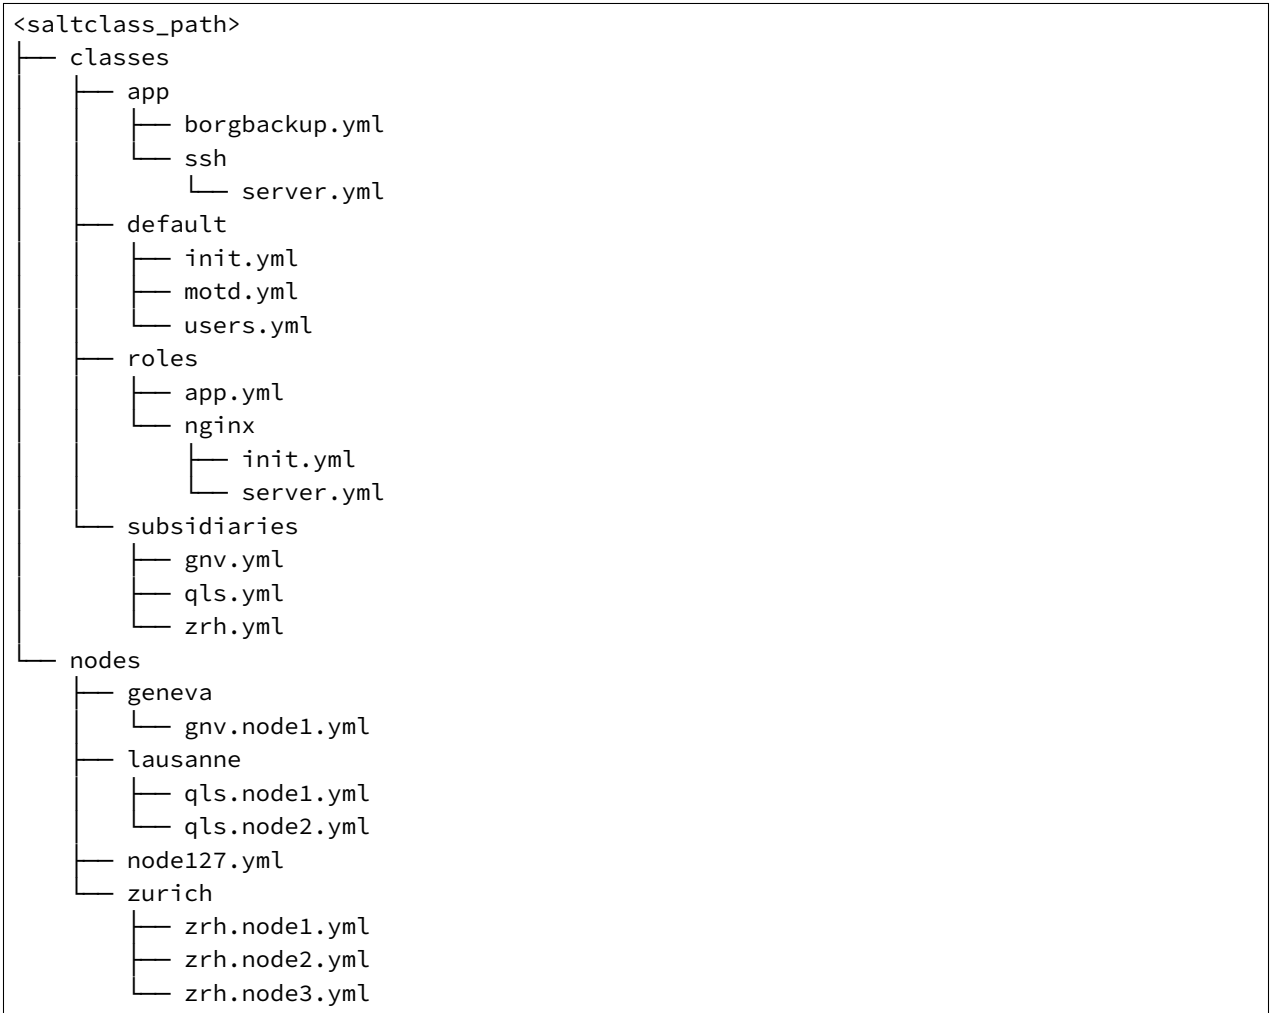 <saltclass_path>
├── classes
│   ├── app
│   │   ├── borgbackup.yml
│   │   └── ssh
│   │       └── server.yml
│   ├── default
│   │   ├── init.yml
│   │   ├── motd.yml
│   │   └── users.yml
│   ├── roles
│   │   ├── app.yml
│   │   └── nginx
│   │       ├── init.yml
│   │       └── server.yml
│   └── subsidiaries
│       ├── gnv.yml
│       ├── qls.yml
│       └── zrh.yml
└── nodes
    ├── geneva
    │   └── gnv.node1.yml
    ├── lausanne
    │   ├── qls.node1.yml
    │   └── qls.node2.yml
    ├── node127.yml
    └── zurich
        ├── zrh.node1.yml
        ├── zrh.node2.yml
        └── zrh.node3.yml